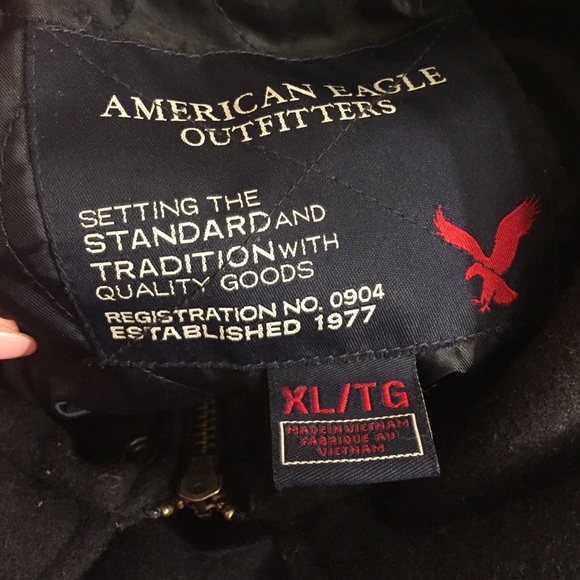 AMERICAN EAGLE
OUTFITTERS
SETTING THE
STANDARD AND
TRADITION WITH
QUALITY GOODS
REGISTRATION NO. 0904
ESTABLISHED 1977
XL/TG
MADE IN VIETNAM
FABRIQUE AU
VIETNAM